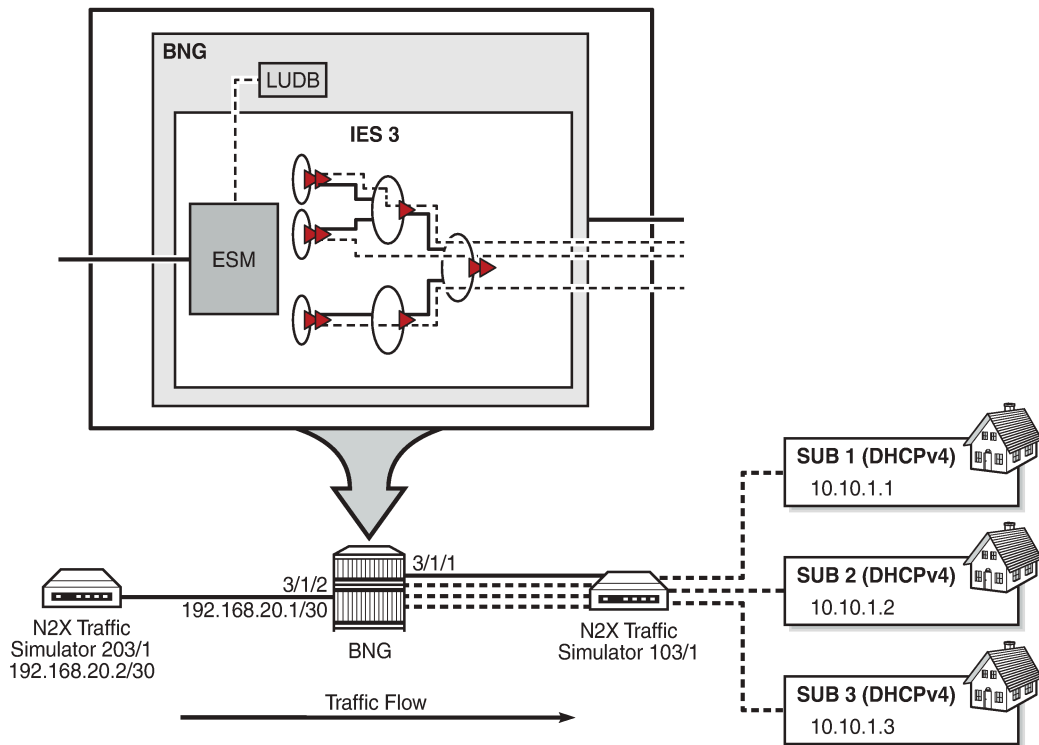 BNG
LUDB
IES 3
ESM
SUB 1 (DHCPv4)
10.10.1.1
3/1/1
3/1/2
192.168.20.1/30
SUB 2 (DHCPv4)
10.10.1.2
N2X Traffic
Simulator 203/1
192.168.20.2/30
BNG
N2X Traffic
Simulator 103/1
SUB 3 (DHCPv4)
10.10.1.3
Traffic Flow